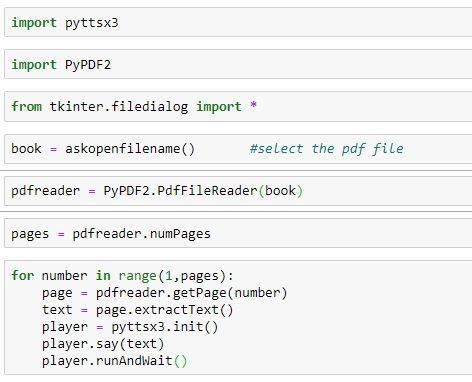 import pyttsx3
import PyPDF2
from tkinter.filedialog import *
book = askopenfilename()       #select the pdf file
pdfreader = PyPDF2.PdfFileReader(book)
pages = pdfreader.numPages
for number in range(1,pages):
    page = pdfreader.getPage(number)
    text = page.extractText()
    player = pyttsx3.init()
    player.say(text)
    player.runAndWait()